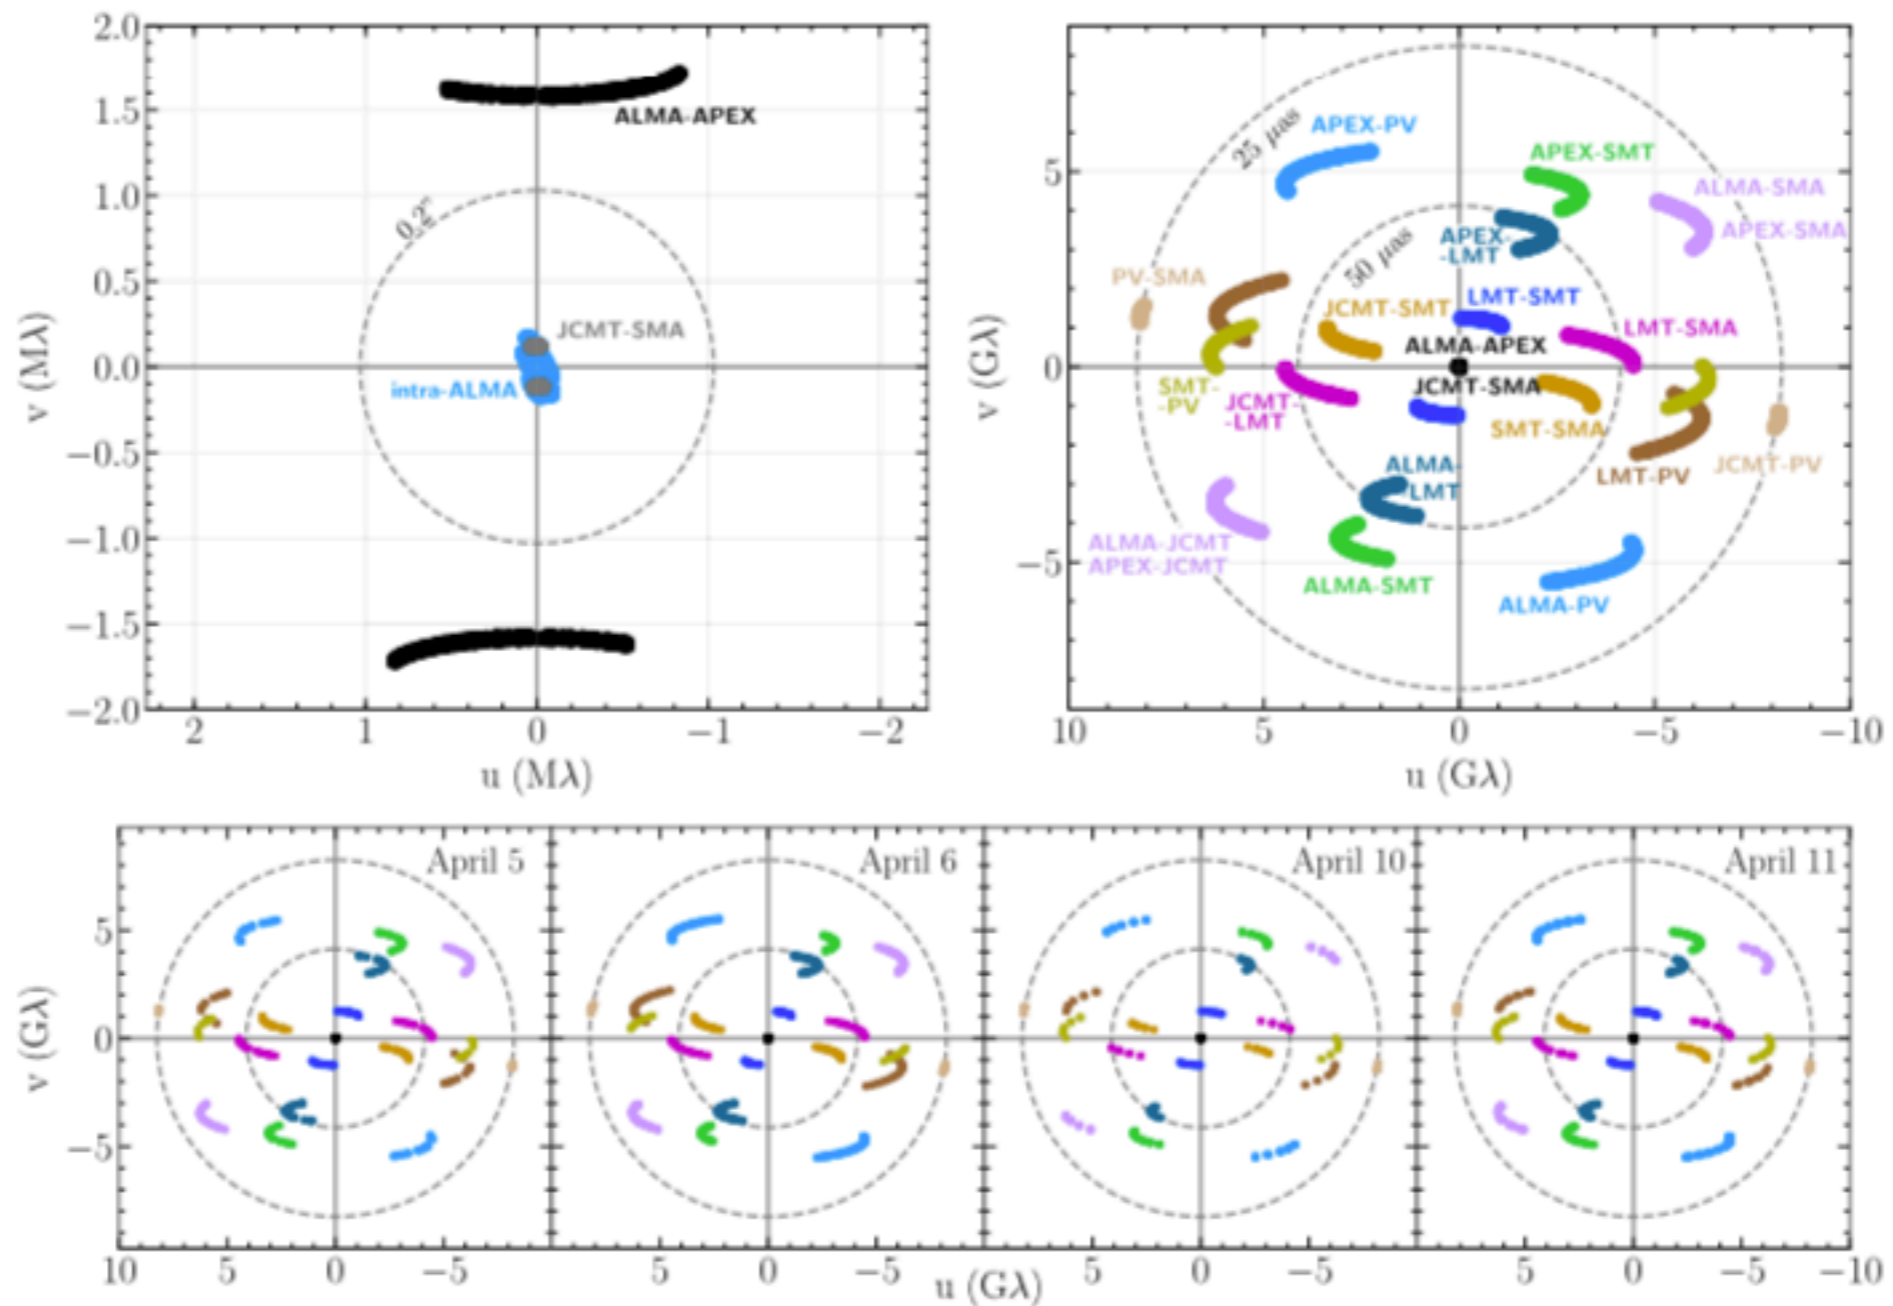 2.0
1.5
1.0
0.5
0.0
−0.5
−1.0
−1.5
−2.0
v (Mλ)
ALMA-APEX
0.2"
JCMT-SMA
intra-ALMA
2 1 0 −1 −2
u (Mλ)
5
0
−5
v (Gλ)
25 μas
APEX-PV
APEX-SMT
ALMA-SMA
APEX-SMA
APEX-
-LMT
50 μas
PV-SMA
JCMT-SMT
LMT-SMT
LMT-SMA
ALMA-APEX
JCMT-SMA
SMT-
-PV
JCMT-
-LMT
SMT-SMA
LMT-PV
JCMT-PV
ALMA-
-LMT
ALMA-JCMT
APEX-JCMT
ALMA-SMT
ALMA-PV
10 5 0 −5 −10
u (Gλ)
April 5 April 6 April 10 April 11
5
0
−5
v (Gλ)
10 5 0 −5 5 0 −5 5 0 −5 5 0 −5 −10
u (Gλ)